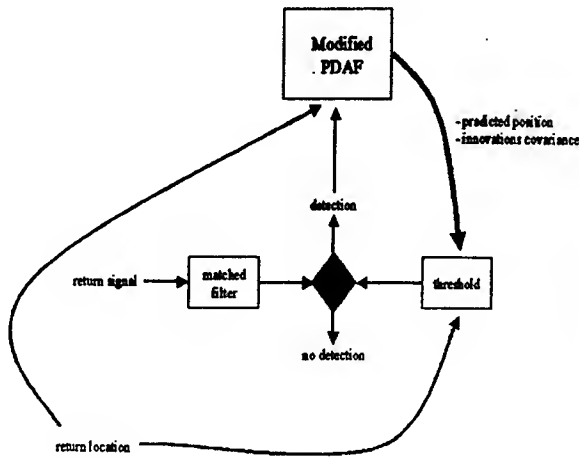 Modified
PDAF
- predicted position
- innovations covariance
detection
return signal
matched
filter
threshold
no detection
return location